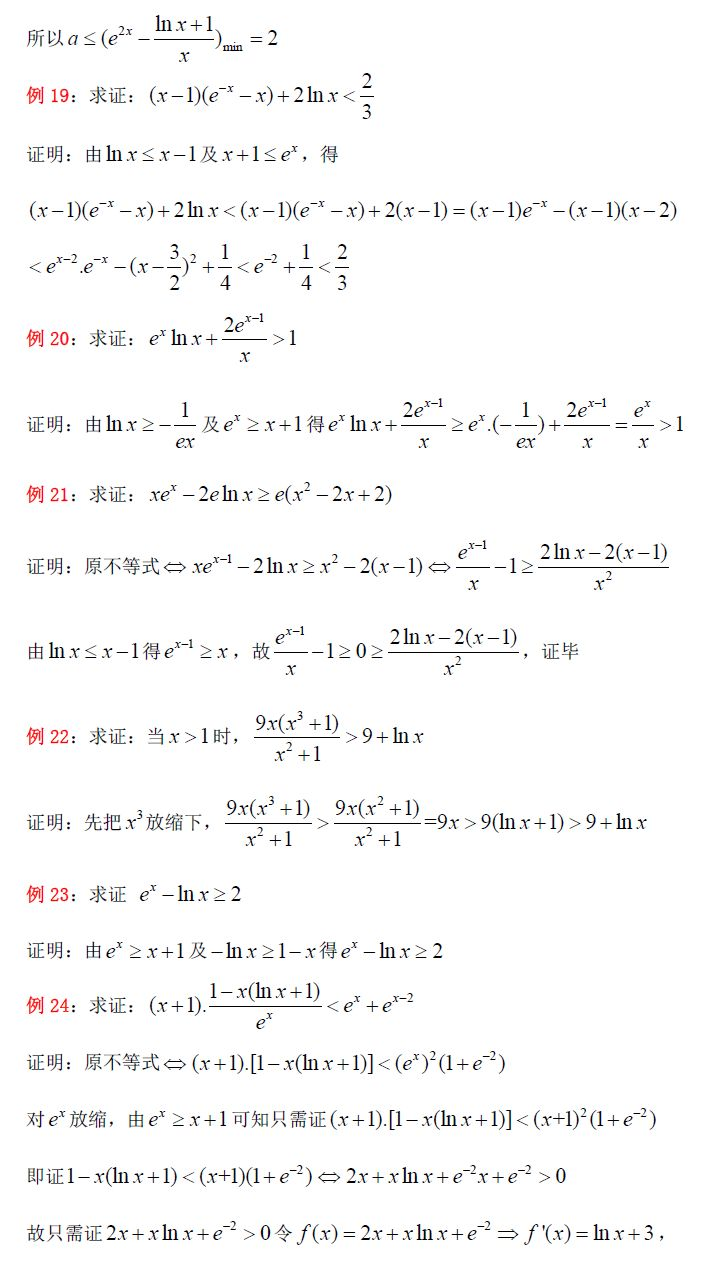 所以 $a \le (e^{2x} - \frac{\ln x + 1}{x})_{\min} = 2$
例 19：求证：$(x-1)(e^{-x} - x) + 2\ln x < \frac{2}{3}$
证明：由 $\ln x \le x - 1$ 及 $x + 1 \le e^x$，得
$(x-1)(e^{-x} - x) + 2\ln x < (x-1)(e^{-x} - x) + 2(x-1) = (x-1)e^{-x} - (x-1)(x-2)$
$< e^{x-2}.e^{-x} - (x - \frac{3}{2})^2 + \frac{1}{4} < e^{-2} + \frac{1}{4} < \frac{2}{3}$
例 20：求证：$e^x \ln x + \frac{2e^{x-1}}{x} > 1$
证明：由 $\ln x \ge -\frac{1}{ex}$ 及 $e^x \ge x + 1$ 得 $e^x \ln x + \frac{2e^{x-1}}{x} \ge e^x.(-\frac{1}{ex}) + \frac{2e^{x-1}}{x} = \frac{e^x}{x} > 1$
例 21：求证：$xe^x - 2e\ln x \ge e(x^2 - 2x + 2)$
证明：原不等式 $\Leftrightarrow xe^{x-1} - 2\ln x \ge x^2 - 2(x-1) \Leftrightarrow \frac{e^{x-1}}{x} - 1 \ge \frac{2\ln x - 2(x-1)}{x^2}$
由 $\ln x \le x - 1$ 得 $e^{x-1} \ge x$，故 $\frac{e^{x-1}}{x} - 1 \ge 0 \ge \frac{2\ln x - 2(x-1)}{x^2}$，证毕
例 22：求证：当 $x > 1$ 时，$\frac{9x(x^3+1)}{x^2+1} > 9 + \ln x$
证明：先把 $x^3$ 放缩下，$\frac{9x(x^3+1)}{x^2+1} > \frac{9x(x^2+1)}{x^2+1} = 9x > 9(\ln x + 1) > 9 + \ln x$
例 23：求证 $e^x - \ln x \ge 2$
证明：由 $e^x \ge x + 1$ 及 $-\ln x \ge 1 - x$ 得 $e^x - \ln x \ge 2$
例 24：求证：$(x+1).\frac{1 - x(\ln x + 1)}{e^x} < e^x + e^{x-2}$
证明：原不等式 $\Leftrightarrow (x+1).[1 - x(\ln x + 1)] < (e^x)^2(1 + e^{-2})$
对 $e^x$ 放缩，由 $e^x \ge x + 1$ 可知只需证 $(x+1).[1 - x(\ln x + 1)] < (x+1)^2(1 + e^{-2})$
即证 $1 - x(\ln x + 1) < (x+1)(1 + e^{-2}) \Leftrightarrow 2x + x\ln x + e^{-2}x + e^{-2} > 0$
故只需证 $2x + x\ln x + e^{-2} > 0$ 令 $f(x) = 2x + x\ln x + e^{-2} \Rightarrow f'(x) = \ln x + 3$，